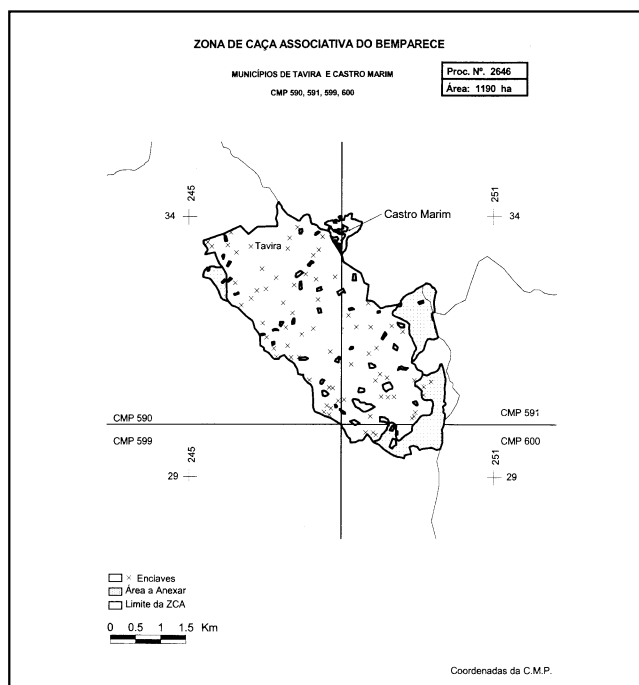 ZONA DE CAÇA ASSOCIATIVA DO BEMPARECE
MUNICÍPIOS DE TAVIRA E CASTRO MARIM
CMP 590, 591, 599, 600
Proc. Nº. 2646
Área: 1190 ha
245
251
34
34
Castro Marim
Tavira
CMP 590
CMP 591
CMP 599
CMP 600
245
251
29
29
Enclaves
Área a Anexar
Limite da ZCA
0 0.5 1 1.5 Km
Coordenadas da C.M.P.